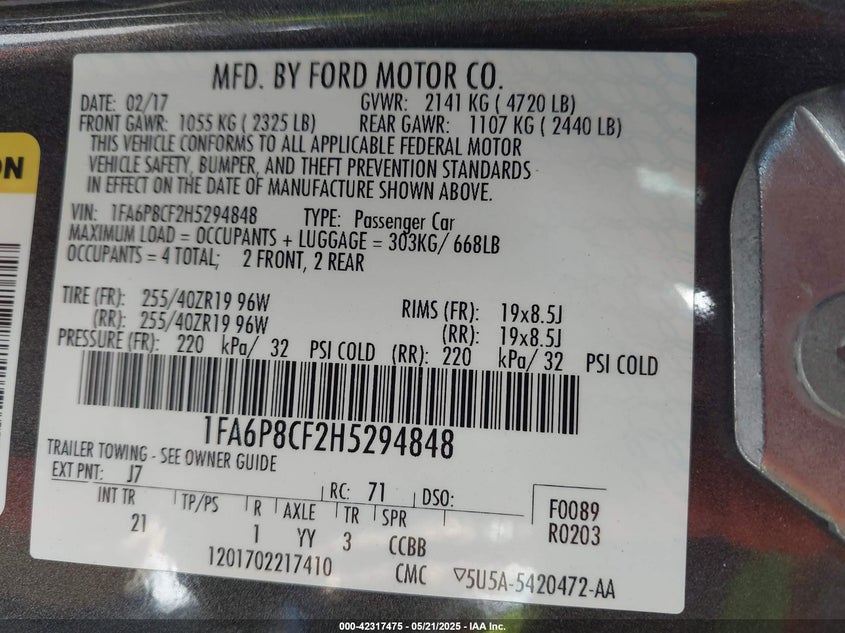 MFD. BY FORD MOTOR CO.
DATE: 02/17 GVWR: 2141 KG ( 4720 LB)
FRONT GAWR: 1055 KG ( 2325 LB) REAR GAWR: 1107 KG ( 2440 LB)
THIS VEHICLE CONFORMS TO ALL APPLICABLE FEDERAL MOTOR
VEHICLE SAFETY, BUMPER, AND THEFT PREVENTION STANDARDS
IN EFFECT ON THE DATE OF MANUFACTURE SHOWN ABOVE.
VIN: 1FA6P8CF2H5294848 TYPE: Passenger Car
MAXIMUM LOAD = OCCUPANTS + LUGGAGE = 303KG/ 668LB
OCCUPANTS = 4 TOTAL; 2 FRONT, 2 REAR
TIRE (FR): 255/40ZR19 96W RIMS (FR): 19x8.5J
(RR): 255/40ZR19 96W (RR): 19x8.5J
PRESSURE (FR): 220 kPa/ 32 PSI COLD (RR): 220 kPa/ 32 PSI COLD
1FA6P8CF2H5294848
TRAILER TOWING - SEE OWNER GUIDE
EXT PNT: J7 RC: 71 DSO:
INT TR TP/PS R AXLE TR SPR F0089
21 1 YY 3 CCBB R0203
1201702217410 CMC ▽5U5A-5420472-AA
ON
000-42317475 — 05/21/2025 — IAA Inc.